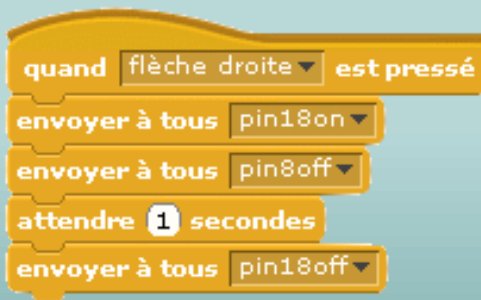 quand flèche droite est pressé
envoyer à tous pin18on
envoyer à tous pin8off
attendre 1 secondes
envoyer à tous pin18off